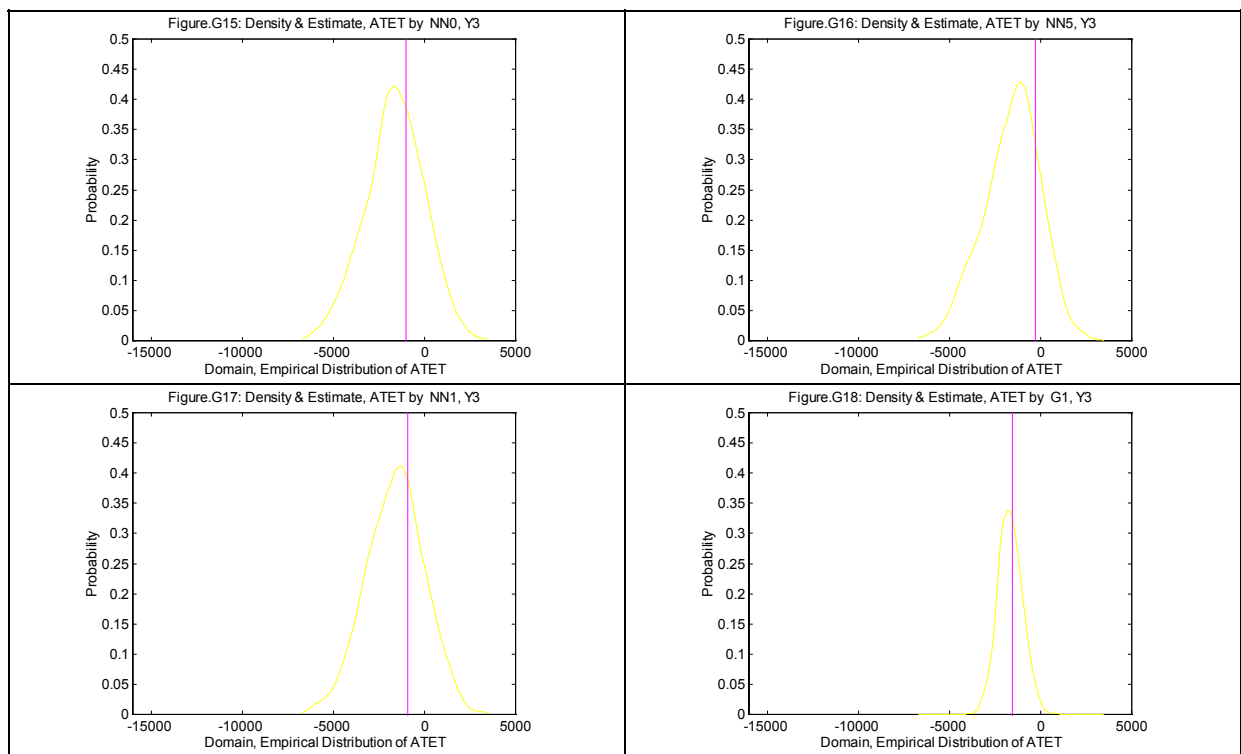 Figure.G15: Density & Estimate, ATET by NN0, Y3
0.5
0.45
0.4
0.35
0.3
0.25
0.2
0.15
0.1
0.05
0
Probability
-15000 -10000 -5000 0 5000
Domain, Empirical Distribution of ATET
Figure.G16: Density & Estimate, ATET by NN5, Y3
0.5
0.45
0.4
0.35
0.3
0.25
0.2
0.15
0.1
0.05
0
Probability
-15000 -10000 -5000 0 5000
Domain, Empirical Distribution of ATET
Figure.G17: Density & Estimate, ATET by NN1, Y3
0.5
0.45
0.4
0.35
0.3
0.25
0.2
0.15
0.1
0.05
0
Probability
-15000 -10000 -5000 0 5000
Domain, Empirical Distribution of ATET
Figure.G18: Density & Estimate, ATET by G1, Y3
0.5
0.45
0.4
0.35
0.3
0.25
0.2
0.15
0.1
0.05
0
Probability
-15000 -10000 -5000 0 5000
Domain, Empirical Distribution of ATET